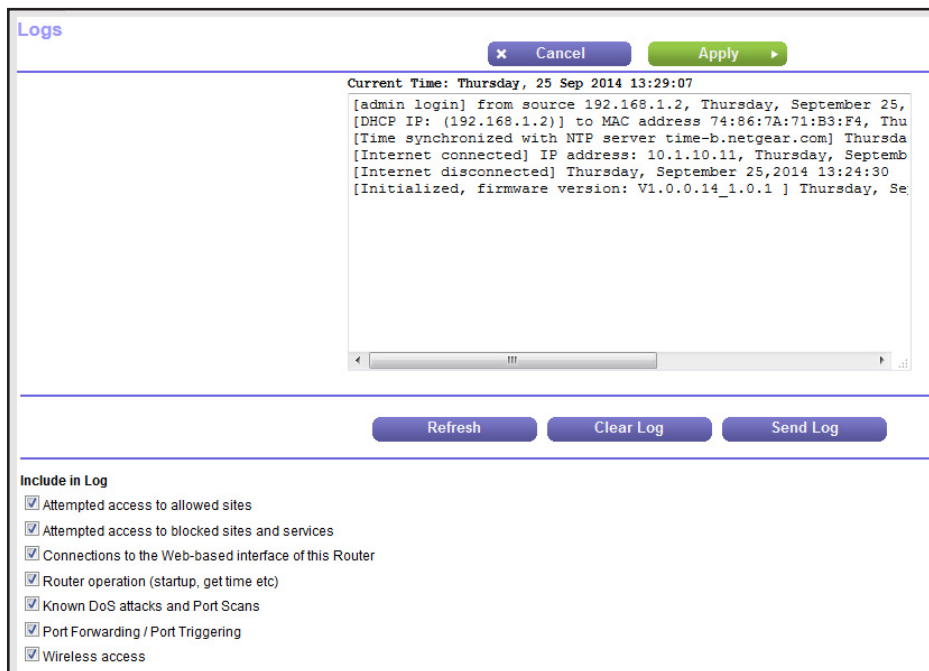 Logs
Cancel
Apply
Current Time: Thursday, 25 Sep 2014 13:29:07
[admin login] from source 192.168.1.2, Thursday, September 25,
[DHCP IP: (192.168.1.2)] to MAC address 74:86:7A:71:B3:F4, Thu
[Time synchronized with NTP server time-b.netgear.com] Thursda
[Internet connected] IP address: 10.1.10.11, Thursday, Septemb
[Internet disconnected] Thursday, September 25,2014 13:24:30
[Initialized, firmware version: V1.0.0.14_1.0.1 ] Thursday, Se
Refresh
Clear Log
Send Log
Include in Log
Attempted access to allowed sites
Attempted access to blocked sites and services
Connections to the Web-based interface of this Router
Router operation (startup, get time etc)
Known DoS attacks and Port Scans
Port Forwarding / Port Triggering
Wireless access